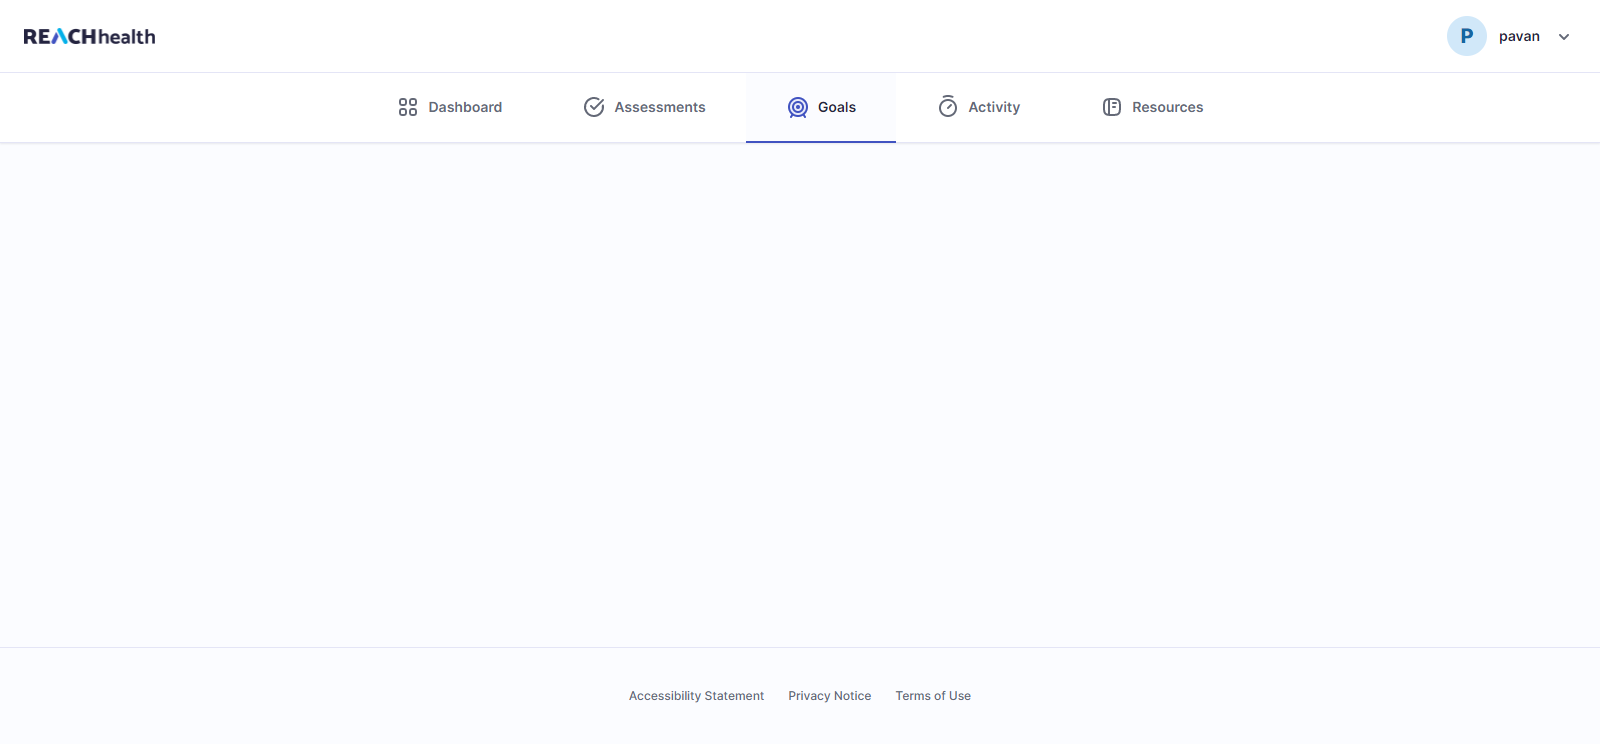 REACHhealth
P pavan
Dashboard Assessments Goals Activity Resources
Accessibility Statement Privacy Notice Terms of Use